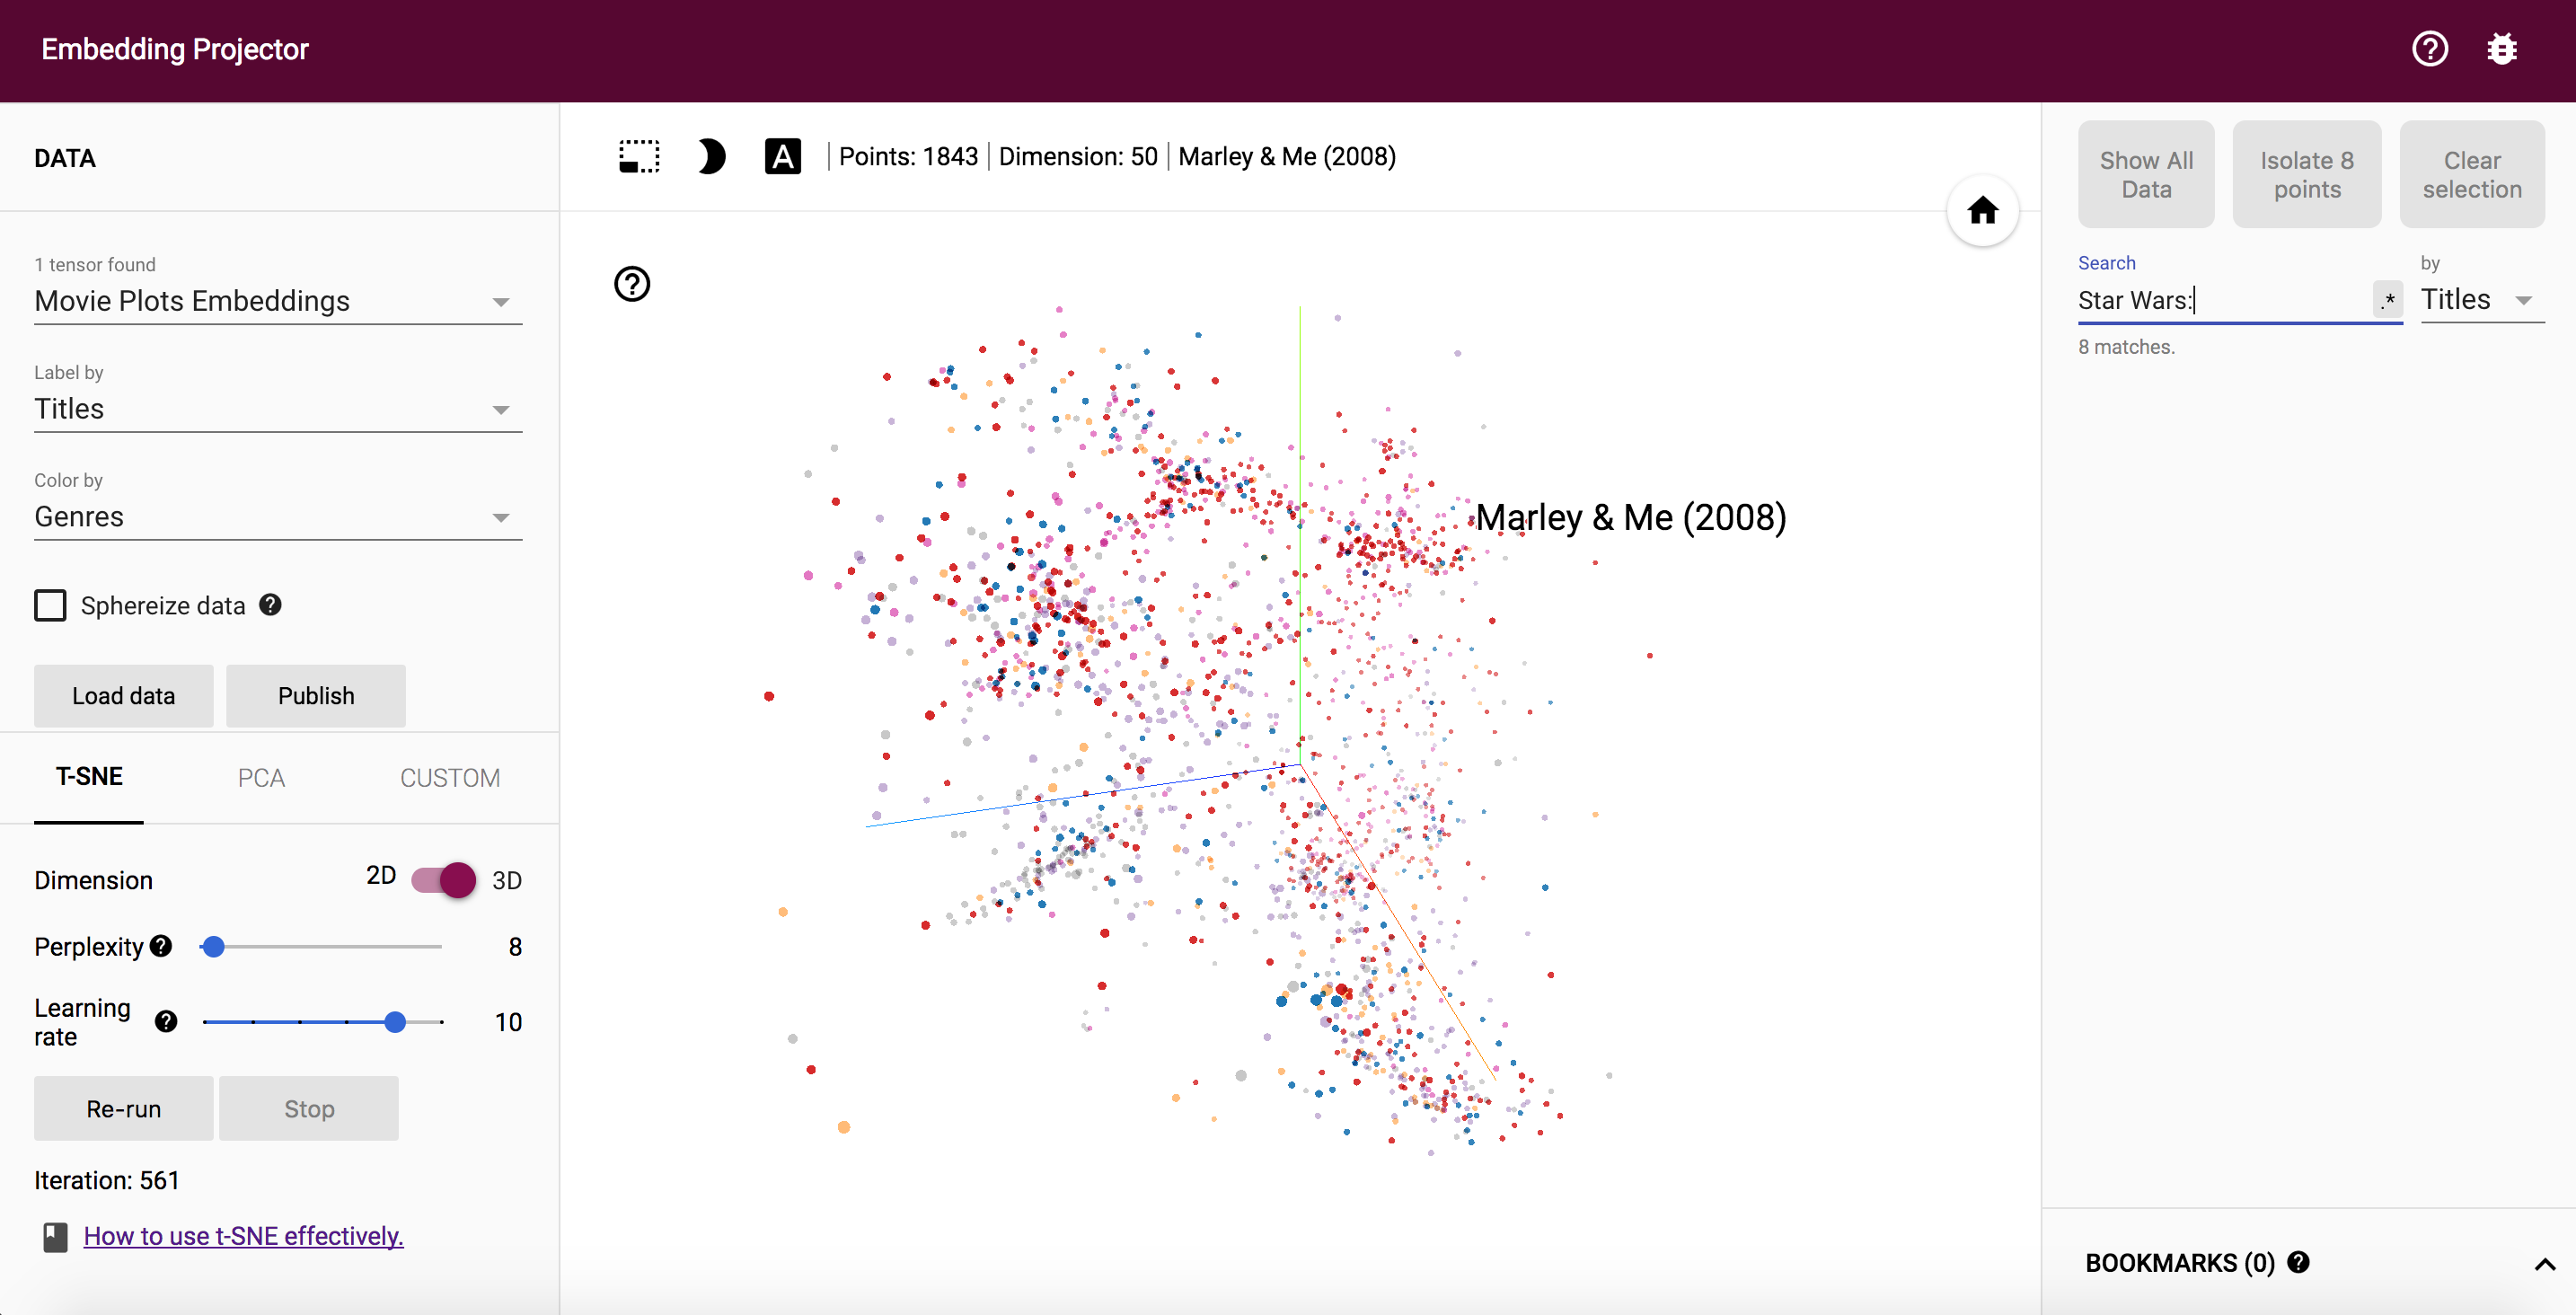 Embedding Projector
DATA
1 tensor found
Movie Plots Embeddings
Label by
Titles
Color by
Genres
Sphereize data
Load data Publish
T-SNE PCA CUSTOM
Dimension 2D 3D
Perplexity 8
Learning
rate 10
Re-run Stop
Iteration: 561
How to use t-SNE effectively.
A Points: 1843 Dimension: 50 Marley & Me (2008)
Marley & Me (2008)
Show All
Data
Isolate 8
points
Clear
selection
Search by
Star Wars: .* Titles
8 matches.
BOOKMARKS (0)